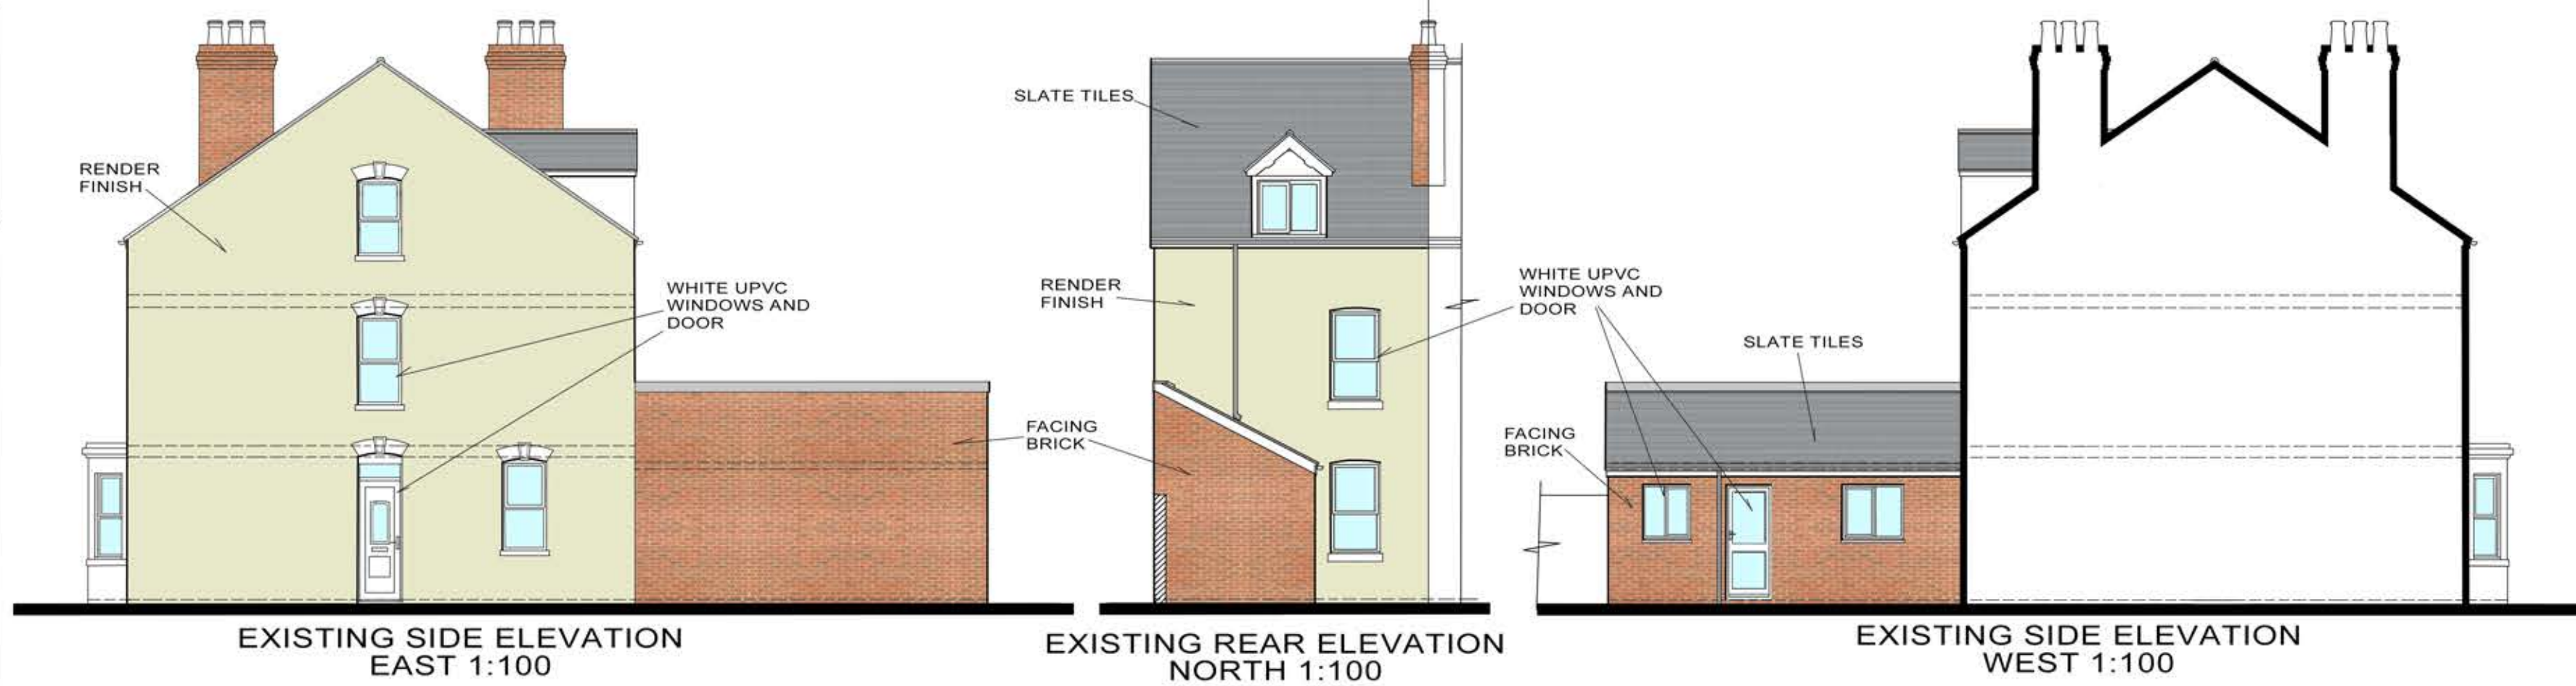 RENDER
FINISH
WHITE UPVC
WINDOWS AND
DOOR
EXISTING SIDE ELEVATION
EAST 1:100
SLATE TILES
RENDER
FINISH
FACING
BRICK
WHITE UPVC
WINDOWS AND
DOOR
EXISTING REAR ELEVATION
NORTH 1:100
SLATE TILES
FACING
BRICK
EXISTING SIDE ELEVATION
WEST 1:100